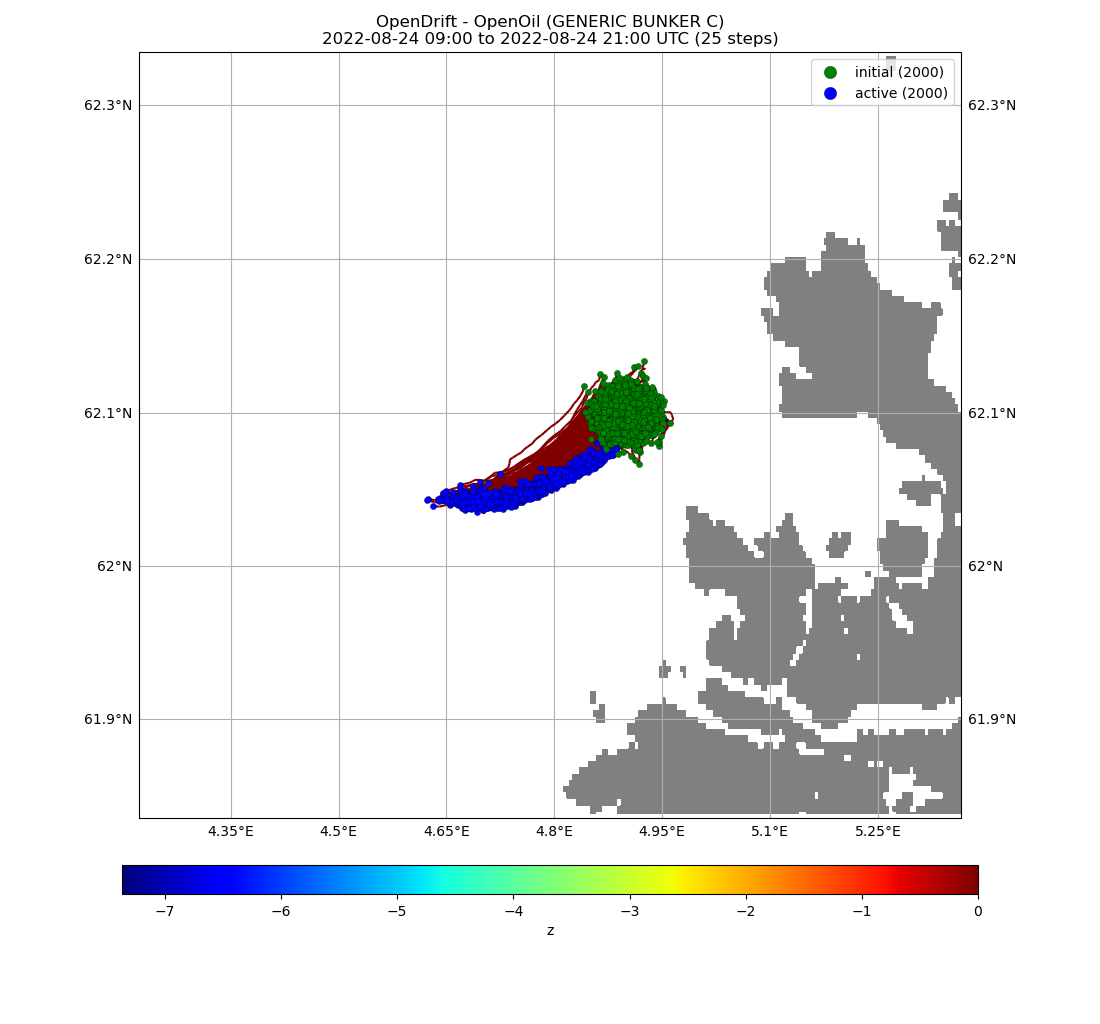 OpenDrift - OpenOil (GENERIC BUNKER C)
2022-08-24 09:00 to 2022-08-24 21:00 UTC (25 steps)
initial (2000)
active (2000)
62.3°N 62.3°N
62.2°N 62.2°N
62.1°N 62.1°N
62°N 62°N
61.9°N 61.9°N
4.35°E 4.5°E 4.65°E 4.8°E 4.95°E 5.1°E 5.25°E
−7 −6 −5 −4 −3 −2 −1 0
z